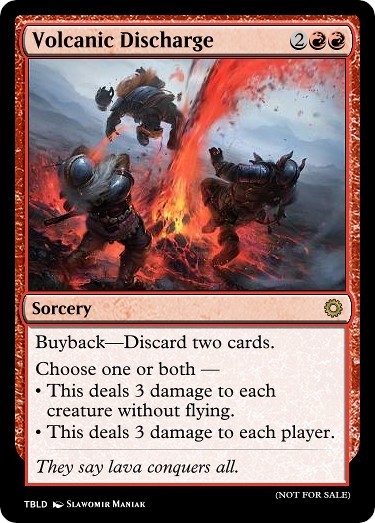 Volcanic Discharge 2
Sorcery
Buyback—Discard two cards.
Choose one or both —
• This deals 3 damage to each
creature without flying.
• This deals 3 damage to each player.
They say lava conquers all.
(NOT FOR SALE)
TBLD Slawomir Maniak